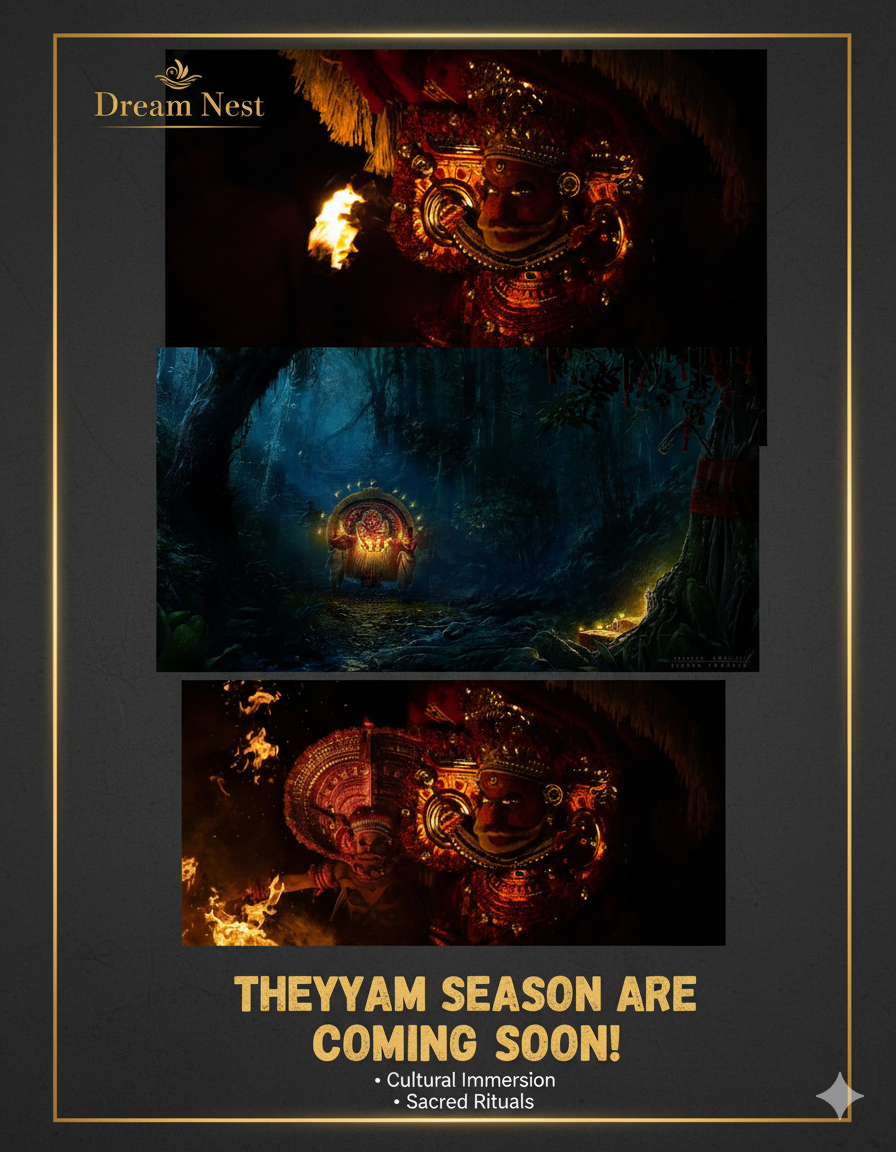 Dream Nest
THEYYAM SEASON ARE
COMING SOON!
• Cultural Immersion
• Sacred Rituals